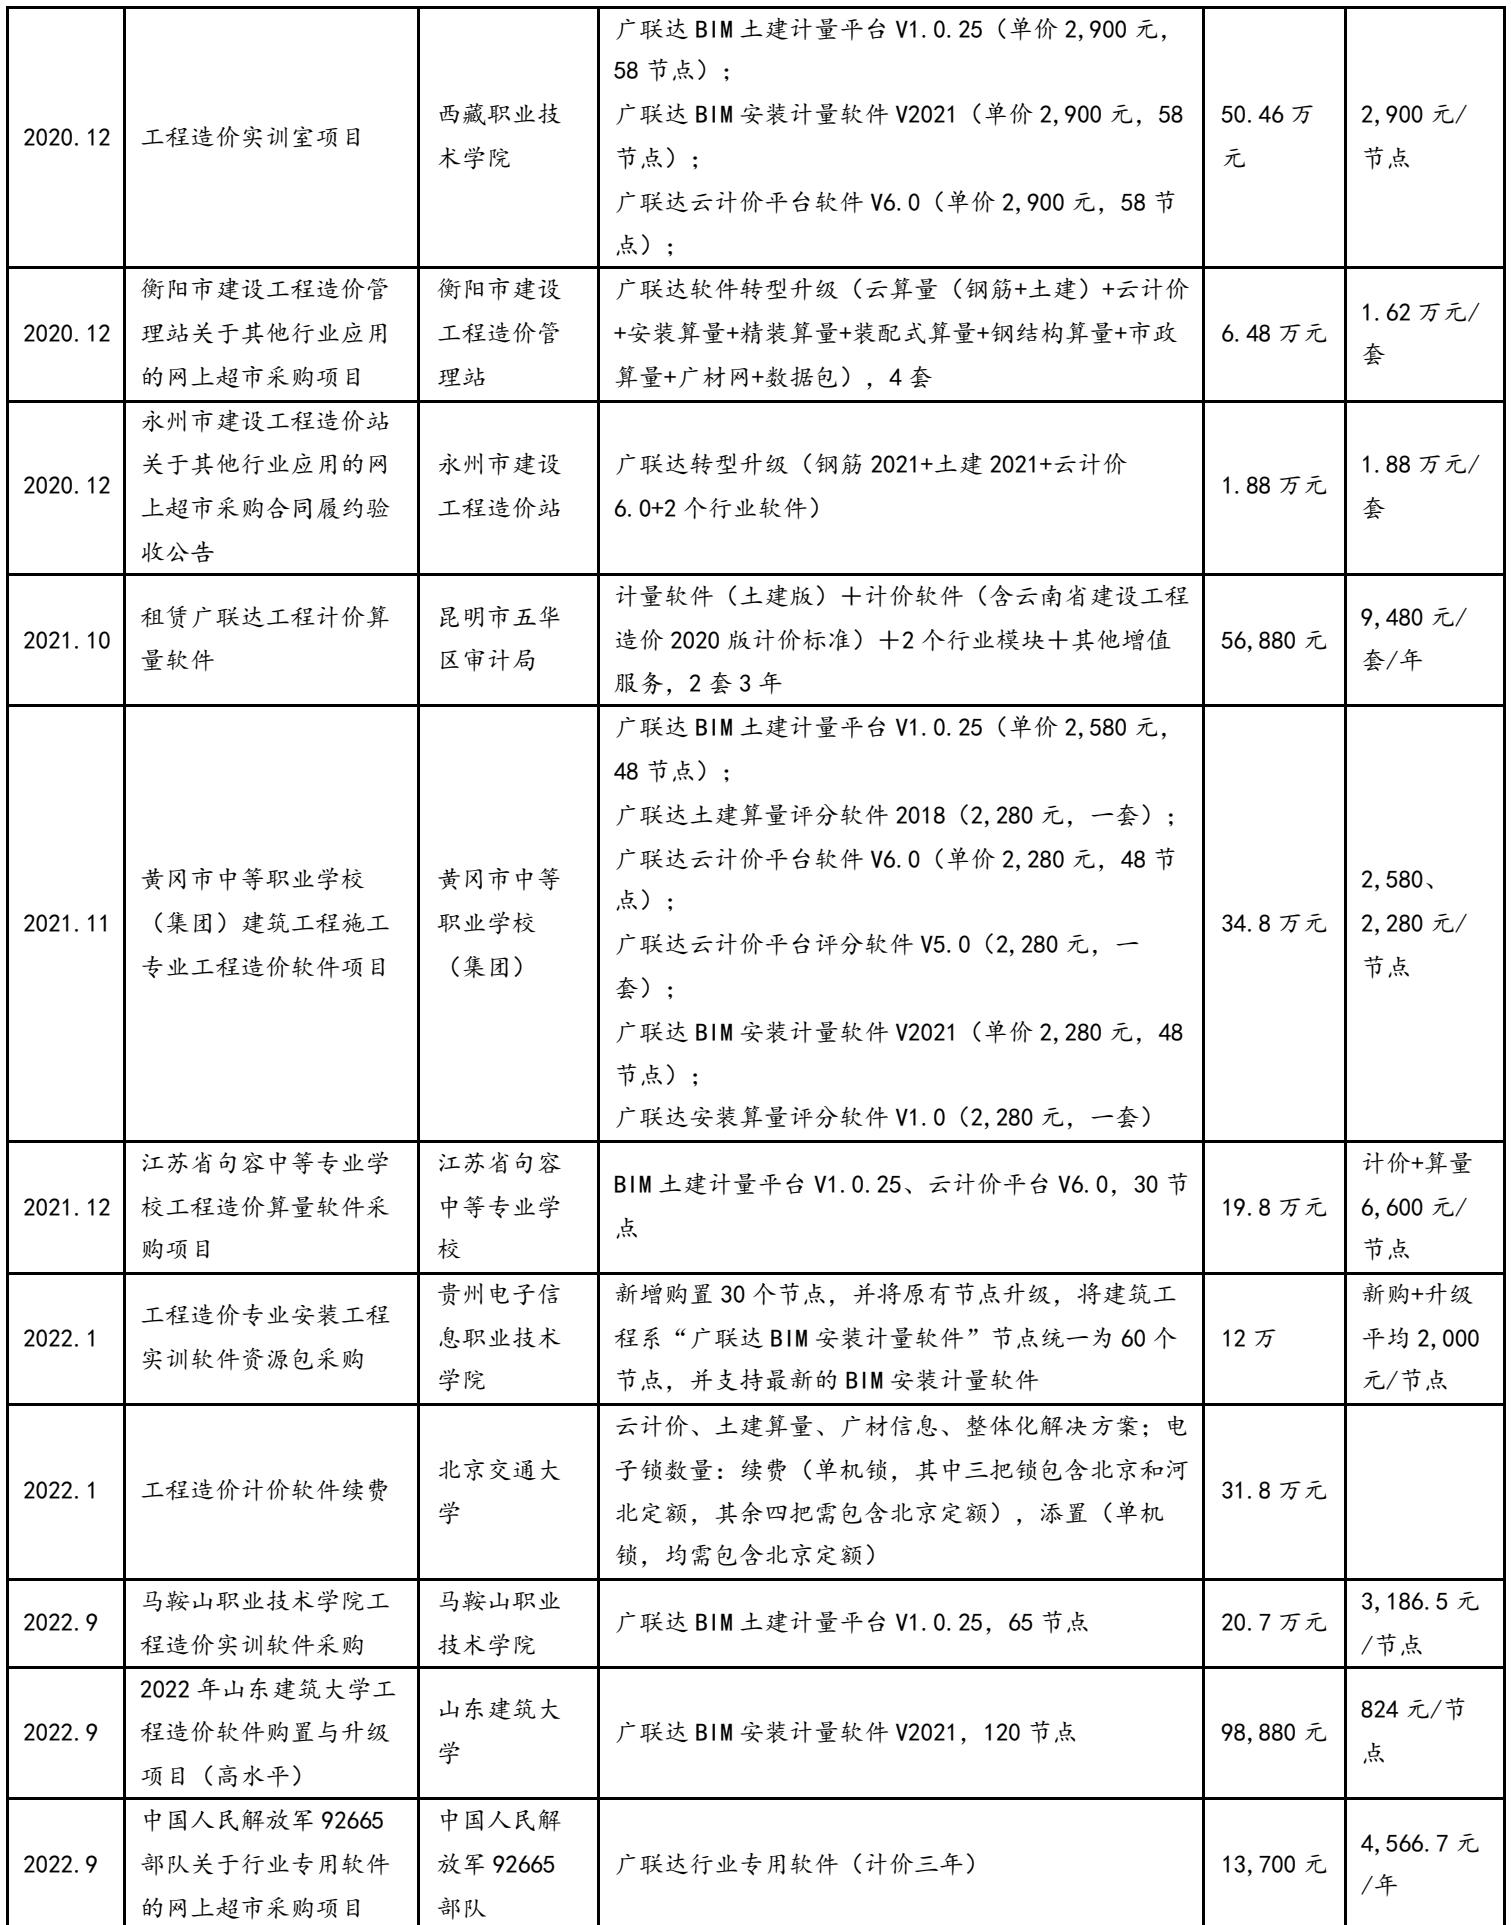 2020.12
工程造价实训室项目
西藏职业技
术学院
广联达 BIM 土建计量平台 V1.0.25（单价 2,900 元，
58 节点）；
广联达 BIM 安装计量软件 V2021（单价 2,900 元，58
节点）；
广联达云计价平台软件 V6.0（单价 2,900 元，58 节
点）；
50.46 万
元
2,900 元/
节点
2020.12
衡阳市建设工程造价管
理站关于其他行业应用
的网上超市采购项目
衡阳市建设
工程造价管
理站
广联达软件转型升级（云算量（钢筋+土建）+云计价
+安装算量+精装算量+装配式算量+钢结构算量+市政
算量+广材网+数据包），4 套
6.48 万元
1.62 万元/
套
2020.12
永州市建设工程造价站
关于其他行业应用的网
上超市采购合同履约验
收公告
永州市建设
工程造价站
广联达转型升级（钢筋 2021+土建 2021+云计价
6.0+2 个行业软件）
1.88 万元
1.88 万元/
套
2021.10
租赁广联达工程计价算
量软件
昆明市五华
区审计局
计量软件（土建版）＋计价软件（含云南省建设工程
造价 2020 版计价标准）＋2 个行业模块＋其他增值
服务，2 套 3 年
56,880 元
9,480 元/
套/年
2021.11
黄冈市中等职业学校
（集团）建筑工程施工
专业工程造价软件项目
黄冈市中等
职业学校
（集团）
广联达 BIM 土建计量平台 V1.0.25（单价 2,580 元，
48 节点）；
广联达土建算量评分软件 2018（2,280 元，一套）；
广联达云计价平台软件 V6.0（单价 2,280 元，48 节
点）；
广联达云计价平台评分软件 V5.0（2,280 元，一
套）；
广联达 BIM 安装计量软件 V2021（单价 2,280 元，48
节点）；
广联达安装算量评分软件 V1.0（2,280 元，一套）
34.8 万元
2,580、
2,280 元/
节点
2021.12
江苏省句容中等专业学
校工程造价算量软件采
购项目
江苏省句容
中等专业学
校
BIM 土建计量平台 V1.0.25、云计价平台 V6.0，30 节
点
19.8 万元
计价+算量
6,600 元/
节点
2022.1
工程造价专业安装工程
实训软件资源包采购
贵州电子信
息职业技术
学院
新增购置 30 个节点，并将原有节点升级，将建筑工
程系“广联达 BIM 安装计量软件”节点统一为 60 个
节点，并支持最新的 BIM 安装计量软件
12 万
新购+升级
平均 2,000
元/节点
2022.1
工程造价计价软件续费
北京交通大
学
云计价、土建算量、广材信息、整体化解决方案；电
子锁数量：续费（单机锁，其中三把锁包含北京和河
北定额，其余四把需包含北京定额），添置（单机
锁，均需包含北京定额）
31.8 万元
2022.9
马鞍山职业技术学院工
程造价实训软件采购
马鞍山职业
技术学院
广联达 BIM 土建计量平台 V1.0.25，65 节点
20.7 万元
3,186.5 元
/节点
2022.9
2022 年山东建筑大学工
程造价软件购置与升级
项目（高水平）
山东建筑大
学
广联达 BIM 安装计量软件 V2021，120 节点
98,880 元
824 元/节
点
2022.9
中国人民解放军 92665
部队关于行业专用软件
的网上超市采购项目
中国人民解
放军 92665
部队
广联达行业专用软件（计价三年）
13,700 元
4,566.7 元
/年